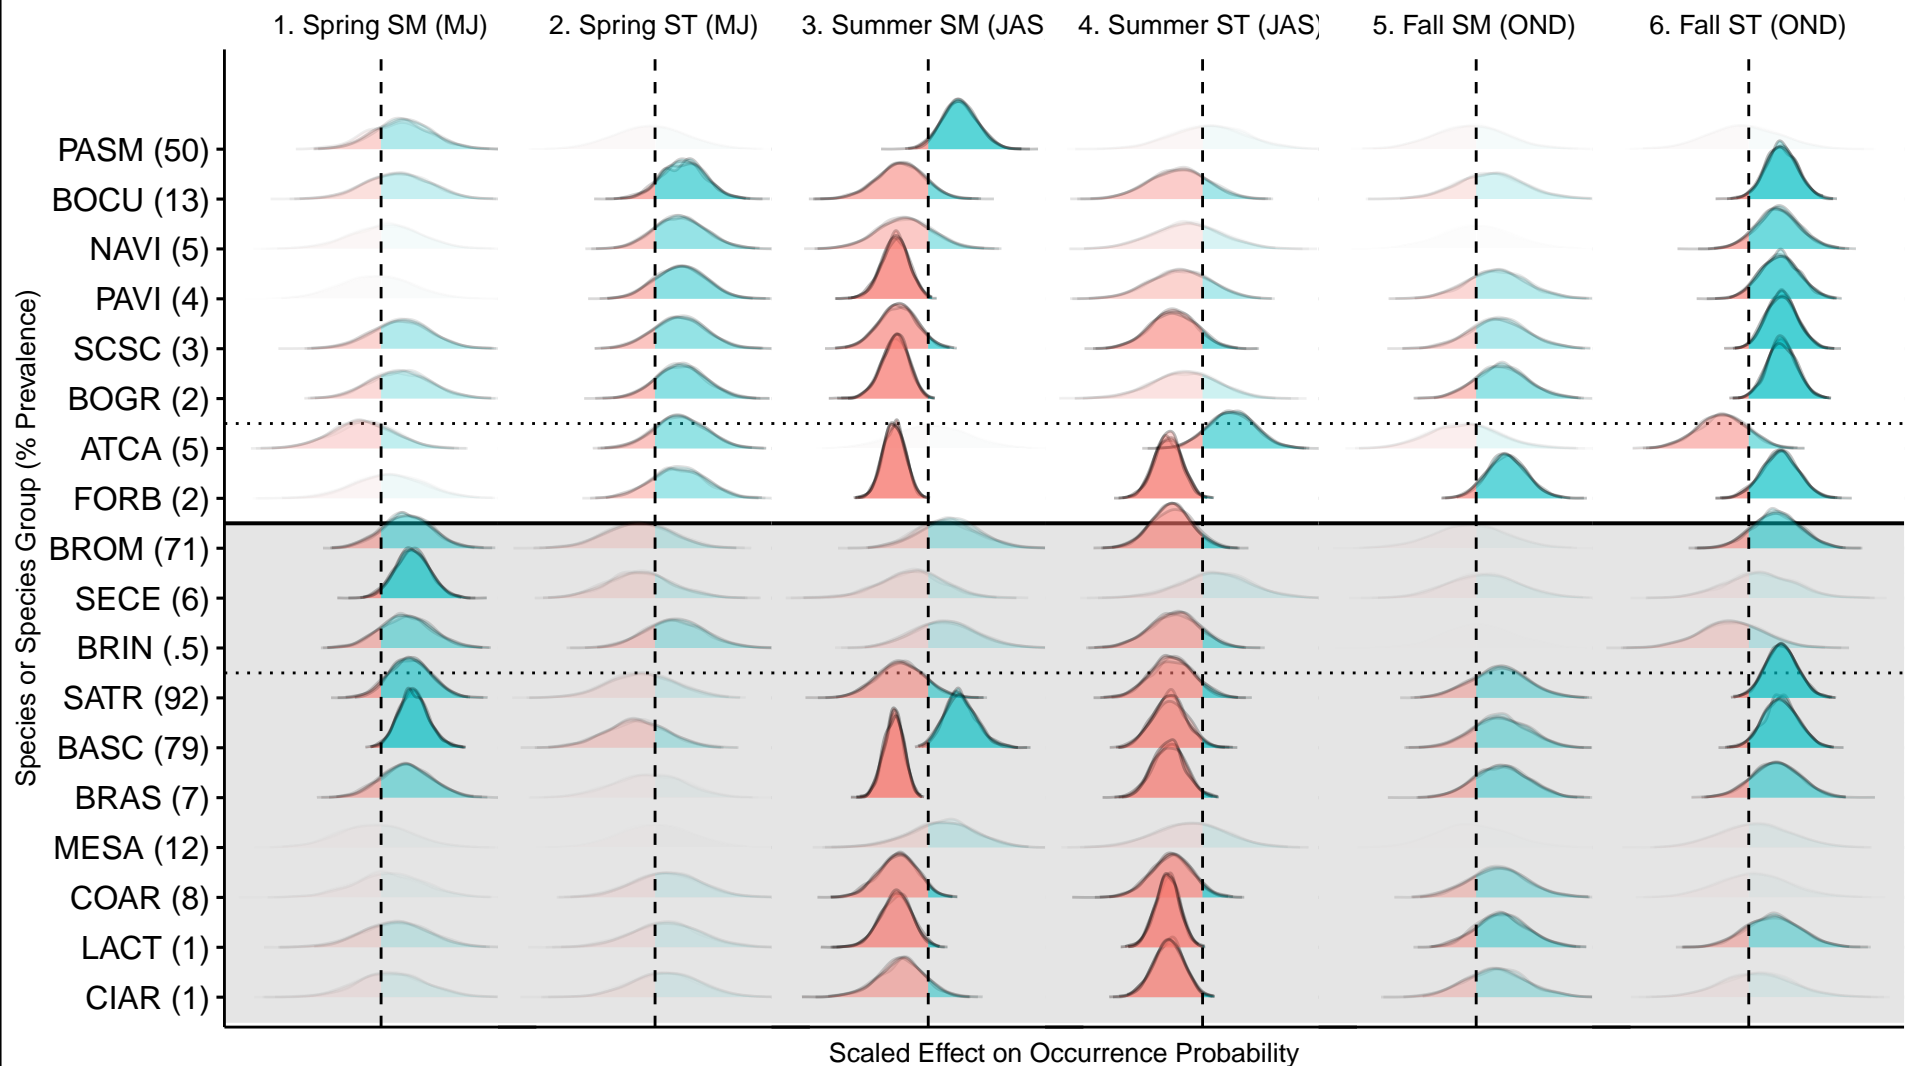 1. Spring SM (MJ)
2. Spring ST (MJ)
3. Summer SM (JAS
4. Summer ST (JAS)
5. Fall SM (OND)
6. Fall ST (OND)
Species or Species Group (% Prevalence)
PASM (50)
BOCU (13)
NAVI (5)
PAVI (4)
SCSC (3)
BOGR (2)
ATCA (5)
FORB (2)
BROM (71)
SECE (6)
BRIN (.5)
SATR (92)
BASC (79)
BRAS (7)
MESA (12)
COAR (8)
LACT (1)
CIAR (1)
Scaled Effect on Occurrence Probability